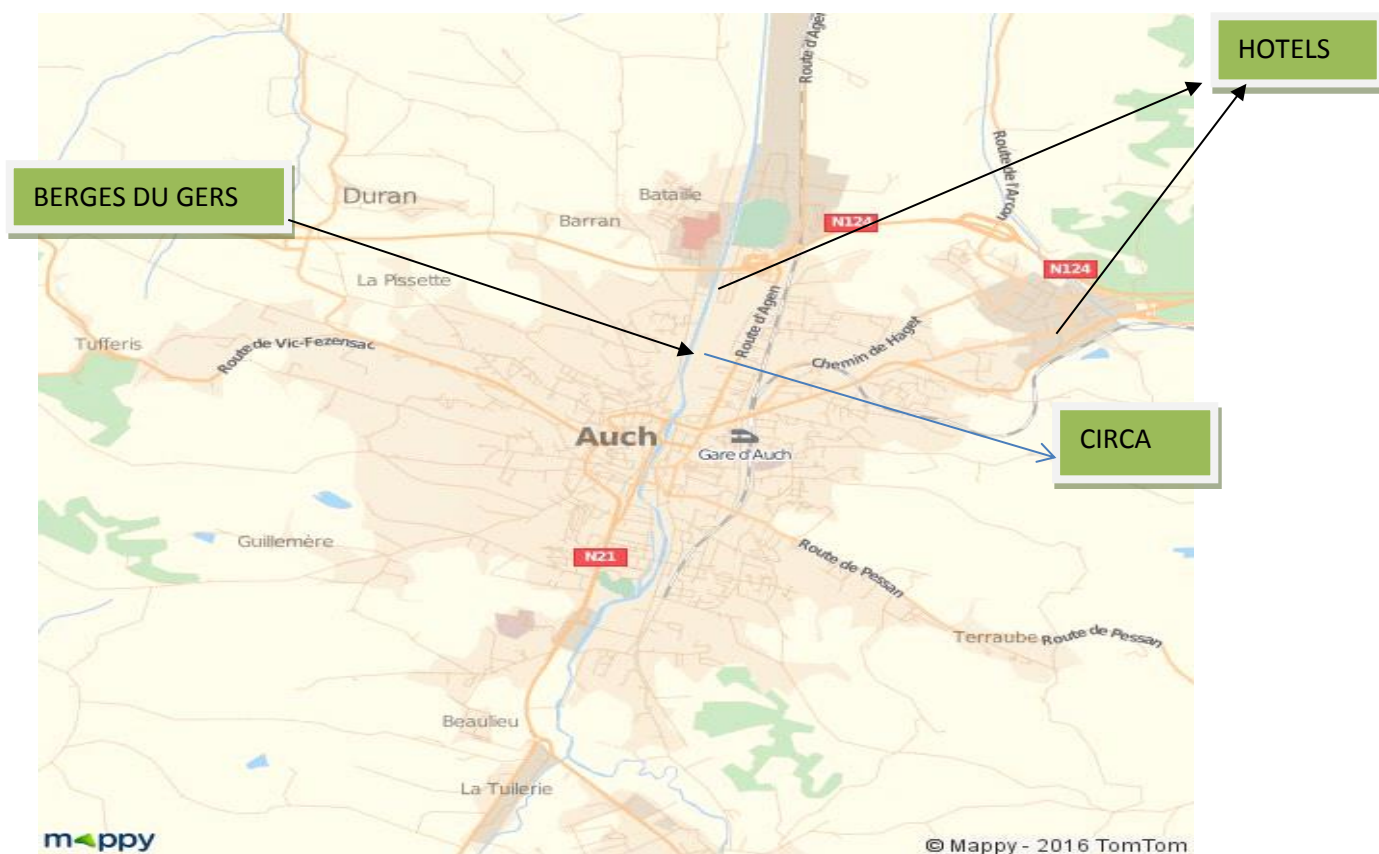 HOTELS
Route d'Agen
BERGES DU GERS
Duran
Bataille
Barran
Route de l'Arçon
N124
N124
La Pissette
Route d'Agen
Tufferis
Route de Vic-Fezensac
Chemin de Haget
Auch
Gare d'Auch
CIRCA
Guillemère
N21
Route de Pessan
Terraube
Route de Pessan
Beaulieu
La Tuilerie
mappy
© Mappy - 2016 TomTom